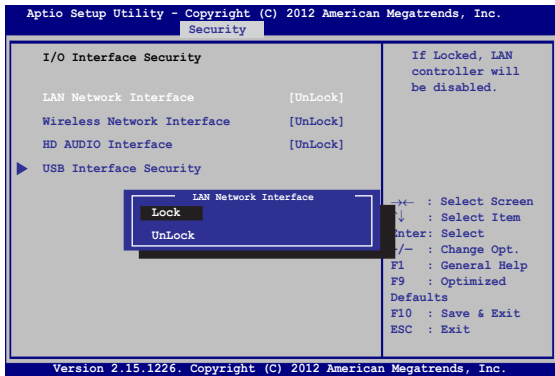 Aptio Setup Utility - Copyright (C) 2012 American Megatrends, Inc.
Security
I/O Interface Security
LAN Network Interface [UnLock]
Wireless Network Interface [UnLock]
HD AUDIO Interface [UnLock]
USB Interface Security
If Locked, LAN
controller will
be disabled.
LAN Network Interface
Lock
UnLock
→← : Select Screen
↑↓ : Select Item
Enter: Select
+/— : Change Opt.
F1 : General Help
F9 : Optimized
Defaults
F10 : Save & Exit
ESC : Exit
Version 2.15.1226. Copyright (C) 2012 American Megatrends, Inc.